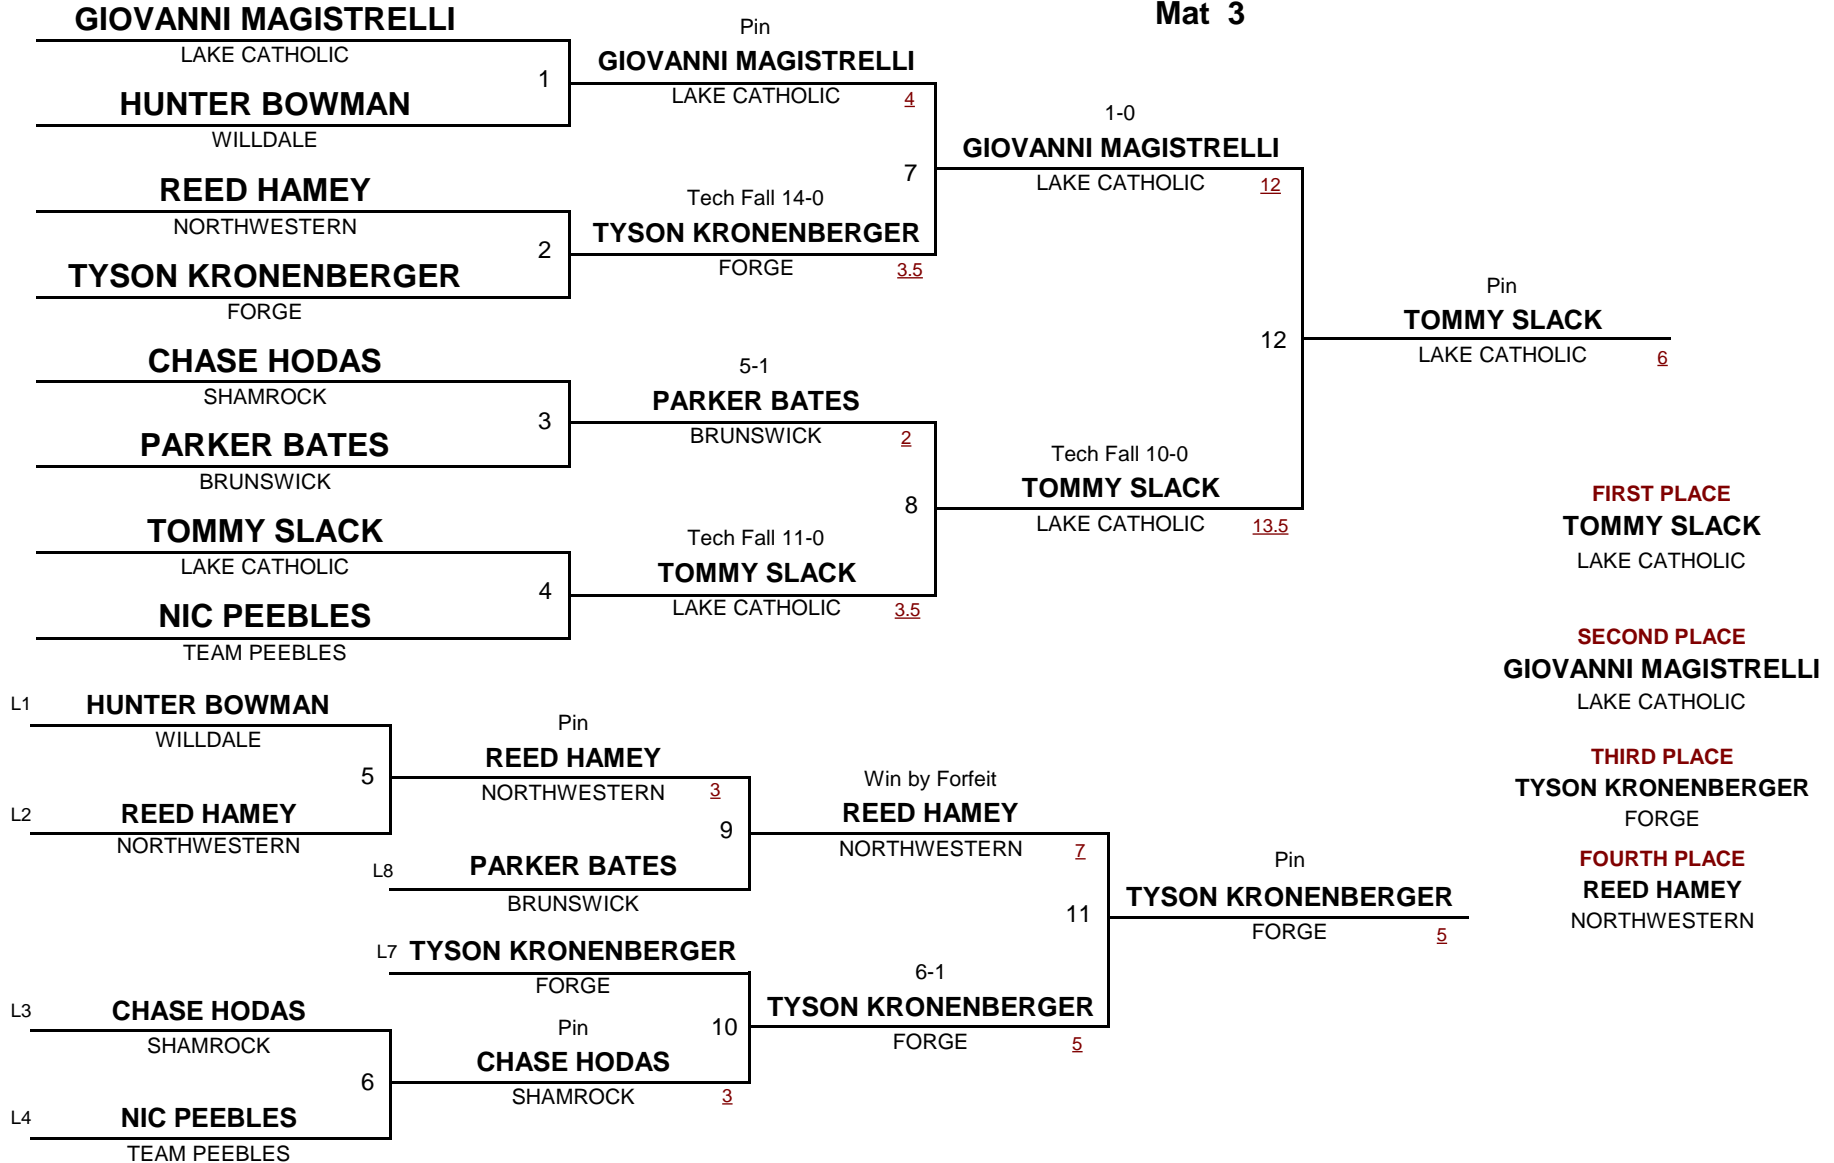 Mat 3
GIOVANNI MAGISTRELLI
LAKE CATHOLIC
1
HUNTER BOWMAN
WILLDALE
REED HAMEY
NORTHWESTERN
2
TYSON KRONENBERGER
FORGE
CHASE HODAS
SHAMROCK
3
PARKER BATES
BRUNSWICK
TOMMY SLACK
LAKE CATHOLIC
4
NIC PEEBLES
TEAM PEEBLES
Pin
GIOVANNI MAGISTRELLI
LAKE CATHOLIC 4
7
Tech Fall 14-0
TYSON KRONENBERGER
FORGE 3.5
5-1
PARKER BATES
BRUNSWICK 2
8
Tech Fall 11-0
TOMMY SLACK
LAKE CATHOLIC 3.5
1-0
GIOVANNI MAGISTRELLI
LAKE CATHOLIC 12
12
Tech Fall 10-0
TOMMY SLACK
LAKE CATHOLIC 13.5
Pin
TOMMY SLACK
LAKE CATHOLIC 6
L1 HUNTER BOWMAN
WILLDALE
5
L2 REED HAMEY
NORTHWESTERN
L3 CHASE HODAS
SHAMROCK
6
L4 NIC PEEBLES
TEAM PEEBLES
Pin
REED HAMEY
NORTHWESTERN 3
9
L8 PARKER BATES
BRUNSWICK
L7 TYSON KRONENBERGER
FORGE
Pin 10
CHASE HODAS
SHAMROCK 3
Win by Forfeit
REED HAMEY
NORTHWESTERN 7
11
6-1
TYSON KRONENBERGER
FORGE 5
Pin
TYSON KRONENBERGER
FORGE 5
FIRST PLACE
TOMMY SLACK
LAKE CATHOLIC
SECOND PLACE
GIOVANNI MAGISTRELLI
LAKE CATHOLIC
THIRD PLACE
TYSON KRONENBERGER
FORGE
FOURTH PLACE
REED HAMEY
NORTHWESTERN